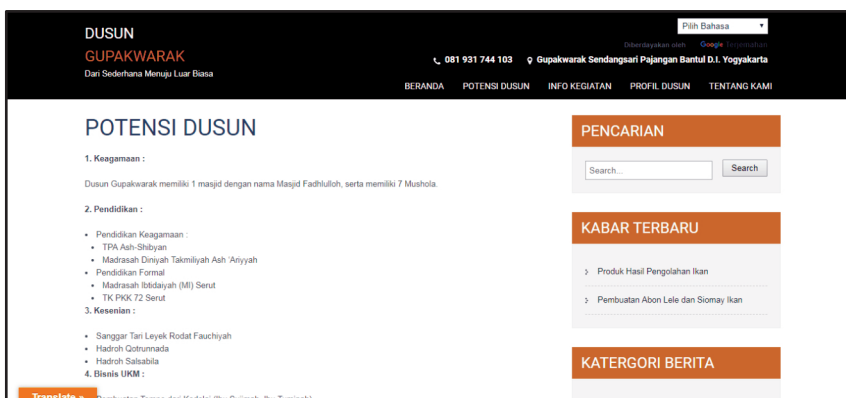 DUSUN
GUPAKWARAK
Dari Sederhana Menuju Luar Biasa
Pilih Bahasa
Diberdayakan oleh Google Terjemahan
081 931 744 103 Gupakwarak Sendangsari Pajangan Bantul D.I. Yogyakarta
BERANDA POTENSI DUSUN INFO KEGIATAN PROFIL DUSUN TENTANG KAMI
POTENSI DUSUN
1. Keagamaan :
Dusun Gupakwarak memiliki 1 masjid dengan nama Masjid Fadhlulloh, serta memiliki 7 Mushola.
2. Pendidikan :
Pendidikan Keagamaan :
TPA Ash-Shibyan
Madrasah Diniyah Takmiliyah Ash 'Ariyyah
Pendidikan Formal
Madrasah Ibtidaiyah (MI) Serut
TK PKK 72 Serut
3. Kesenian :
Sanggar Tari Leyek Rodat Fauchiyah
Hadroh Qotrunnada
Hadroh Salsabila
4. Bisnis UKM :
PENCARIAN
Search... Search
KABAR TERBARU
Produk Hasil Pengolahan Ikan
Pembuatan Abon Lele dan Siomay Ikan
KATERGORI BERITA
Translate »